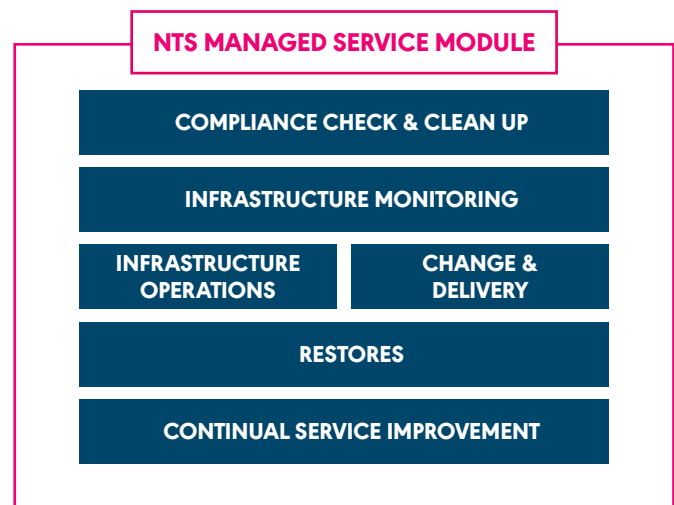 NTS MANAGED SERVICE MODULE
COMPLIANCE CHECK & CLEAN UP
INFRASTRUCTURE MONITORING
INFRASTRUCTURE
OPERATIONS
CHANGE &
DELIVERY
RESTORES
CONTINUAL SERVICE IMPROVEMENT